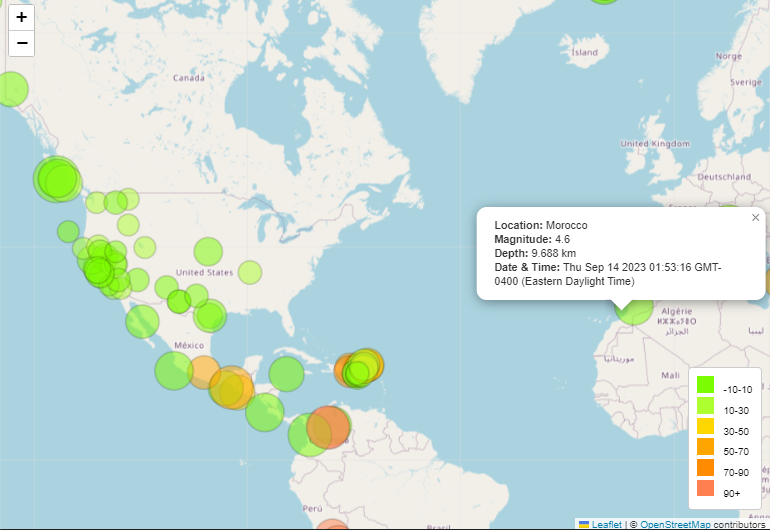 +
−
Ísland
Norge
Sverige
Canada
United Kingdom
Deutschland
×
Location: Morocco
Magnitude: 4.6
Depth: 9.688 km
Date & Time: Thu Sep 14 2023 01:53:16 GMT-
0400 (Eastern Daylight Time)
United States
Algérie
ⵍⵣⵣⴰⵢⴻⵔ
الجزائر
ليبيا
México
موريتانيا
Mali
-10-10
10-30
30-50
50-70
70-90
90+
Perú
Brasil
Leaflet | © OpenStreetMap contributors